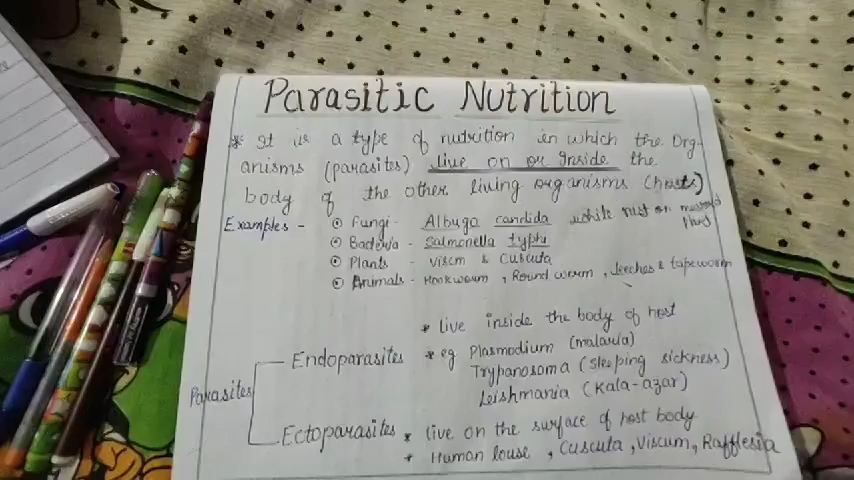 Parasitic Nutrition
* It is a type of nutrition in which the Org-
anisms (parasites) live on or Inside the
body of the other living organisms (hosts)
Examples - ⊙ Fungi - Albugo candida white rust on mustard
plant
⊙ Bacteria - Salmonella typhi
⊙ Plants - Viscm & Cuscuta
⊙ Animals - Hookworm, Round worm, leeches & tapeworm
* Live inside the body of host
Endoparasites * eg Plasmodium (malaria)
Trypanosoma (sleeping sickness)
Leishmania (Kala-azar)
Parasites
Ectoparasites * live on the surface of host body
* Human louse, Cuscuta, Viscum, Rafflesia